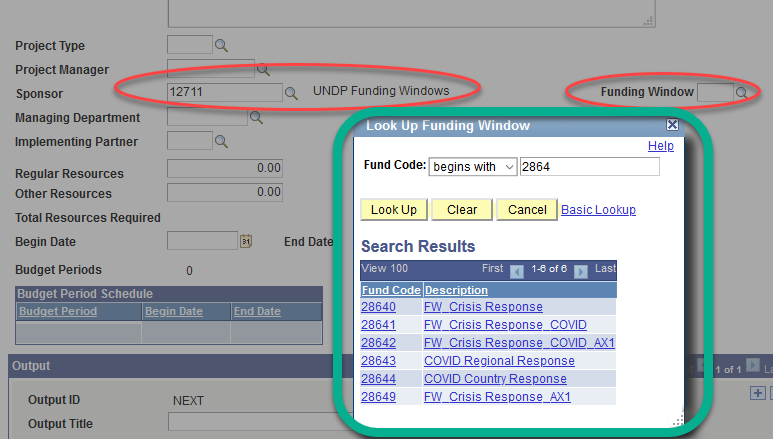 Project Type
Project Manager
Sponsor 12711 UNDP Funding Windows Funding Window
Managing Department
Implementing Partner
Regular Resources 0.00
Other Resources 0.00
Total Resources Required
Begin Date 31 End Date
Budget Periods 0
Budget Period Schedule
Budget Period Begin Date End Date
Output 1 of 1 La
Output ID NEXT
Output Title
Look Up Funding Window
Help
Fund Code: begins with 2864
Look Up Clear Cancel Basic Lookup
Search Results
View 100 First 1-6 of 6 Last
Fund Code Description
28640 FW_Crisis Response
28641 FW_Crisis Response_COVID
28642 FW_Crisis Response_COVID_AX1
28643 COVID Regional Response
28644 COVID Country Response
28649 FW_Crisis Response_AX1